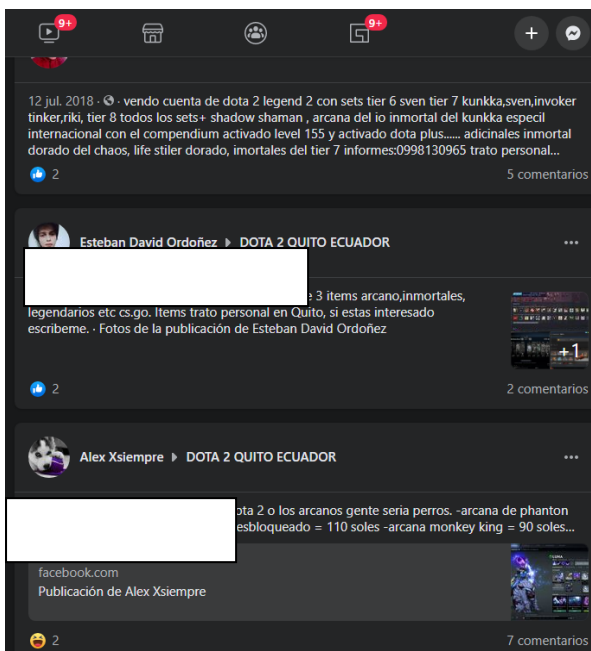 9+
9+
12 jul. 2018 · · vendo cuenta de dota 2 legend 2 con sets tier 6 sven tier 7 kunkka,sven,invoker
tinker,riki, tier 8 todos los sets+ shadow shaman , arcana del io inmortal del kunkka especil
internacional con el compendium activado level 155 y activado dota plus...... adicinales inmortal
dorado del chaos, life stiler dorado, imortales del tier 7 informes:0998130965 trato personal...
2
5 comentarios
Esteban David Ordoñez ▸ DOTA 2 QUITO ECUADOR
3 items arcano,inmortales,
legendarios etc cs.go. Items trato personal en Quito, si estas interesado
escribeme. · Fotos de la publicación de Esteban David Ordoñez
+1
2
2 comentarios
Alex Xsiempre ▸ DOTA 2 QUITO ECUADOR
2 o los arcanos gente seria perros. -arcana de phanton
= 110 soles -arcana monkey king = 90 soles...
facebook.com
Publicación de Alex Xsiempre
2
7 comentarios